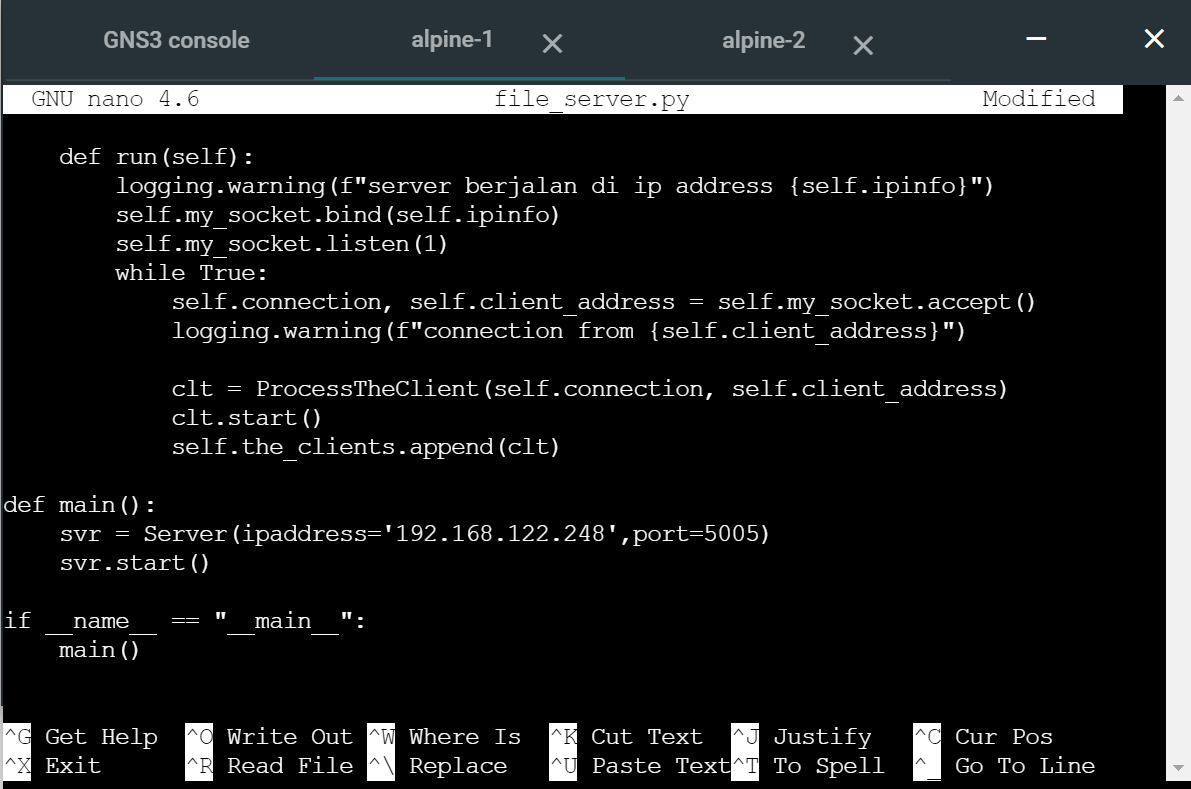 GNS3 console alpine-1 × alpine-2 × − ×
GNU nano 4.6 file_server.py Modified
    def run(self):
        logging.warning(f"server berjalan di ip address {self.ipinfo}")
        self.my_socket.bind(self.ipinfo)
        self.my_socket.listen(1)
        while True:
            self.connection, self.client_address = self.my_socket.accept()
            logging.warning(f"connection from {self.client_address}")
            clt = ProcessTheClient(self.connection, self.client_address)
            clt.start()
            self.the_clients.append(clt)
def main():
    svr = Server(ipaddress='192.168.122.248',port=5005)
    svr.start()
if __name__ == "__main__":
    main()
^G Get Help ^O Write Out ^W Where Is ^K Cut Text ^J Justify ^C Cur Pos
^X Exit ^R Read File ^\ Replace ^U Paste Text^T To Spell ^_ Go To Line